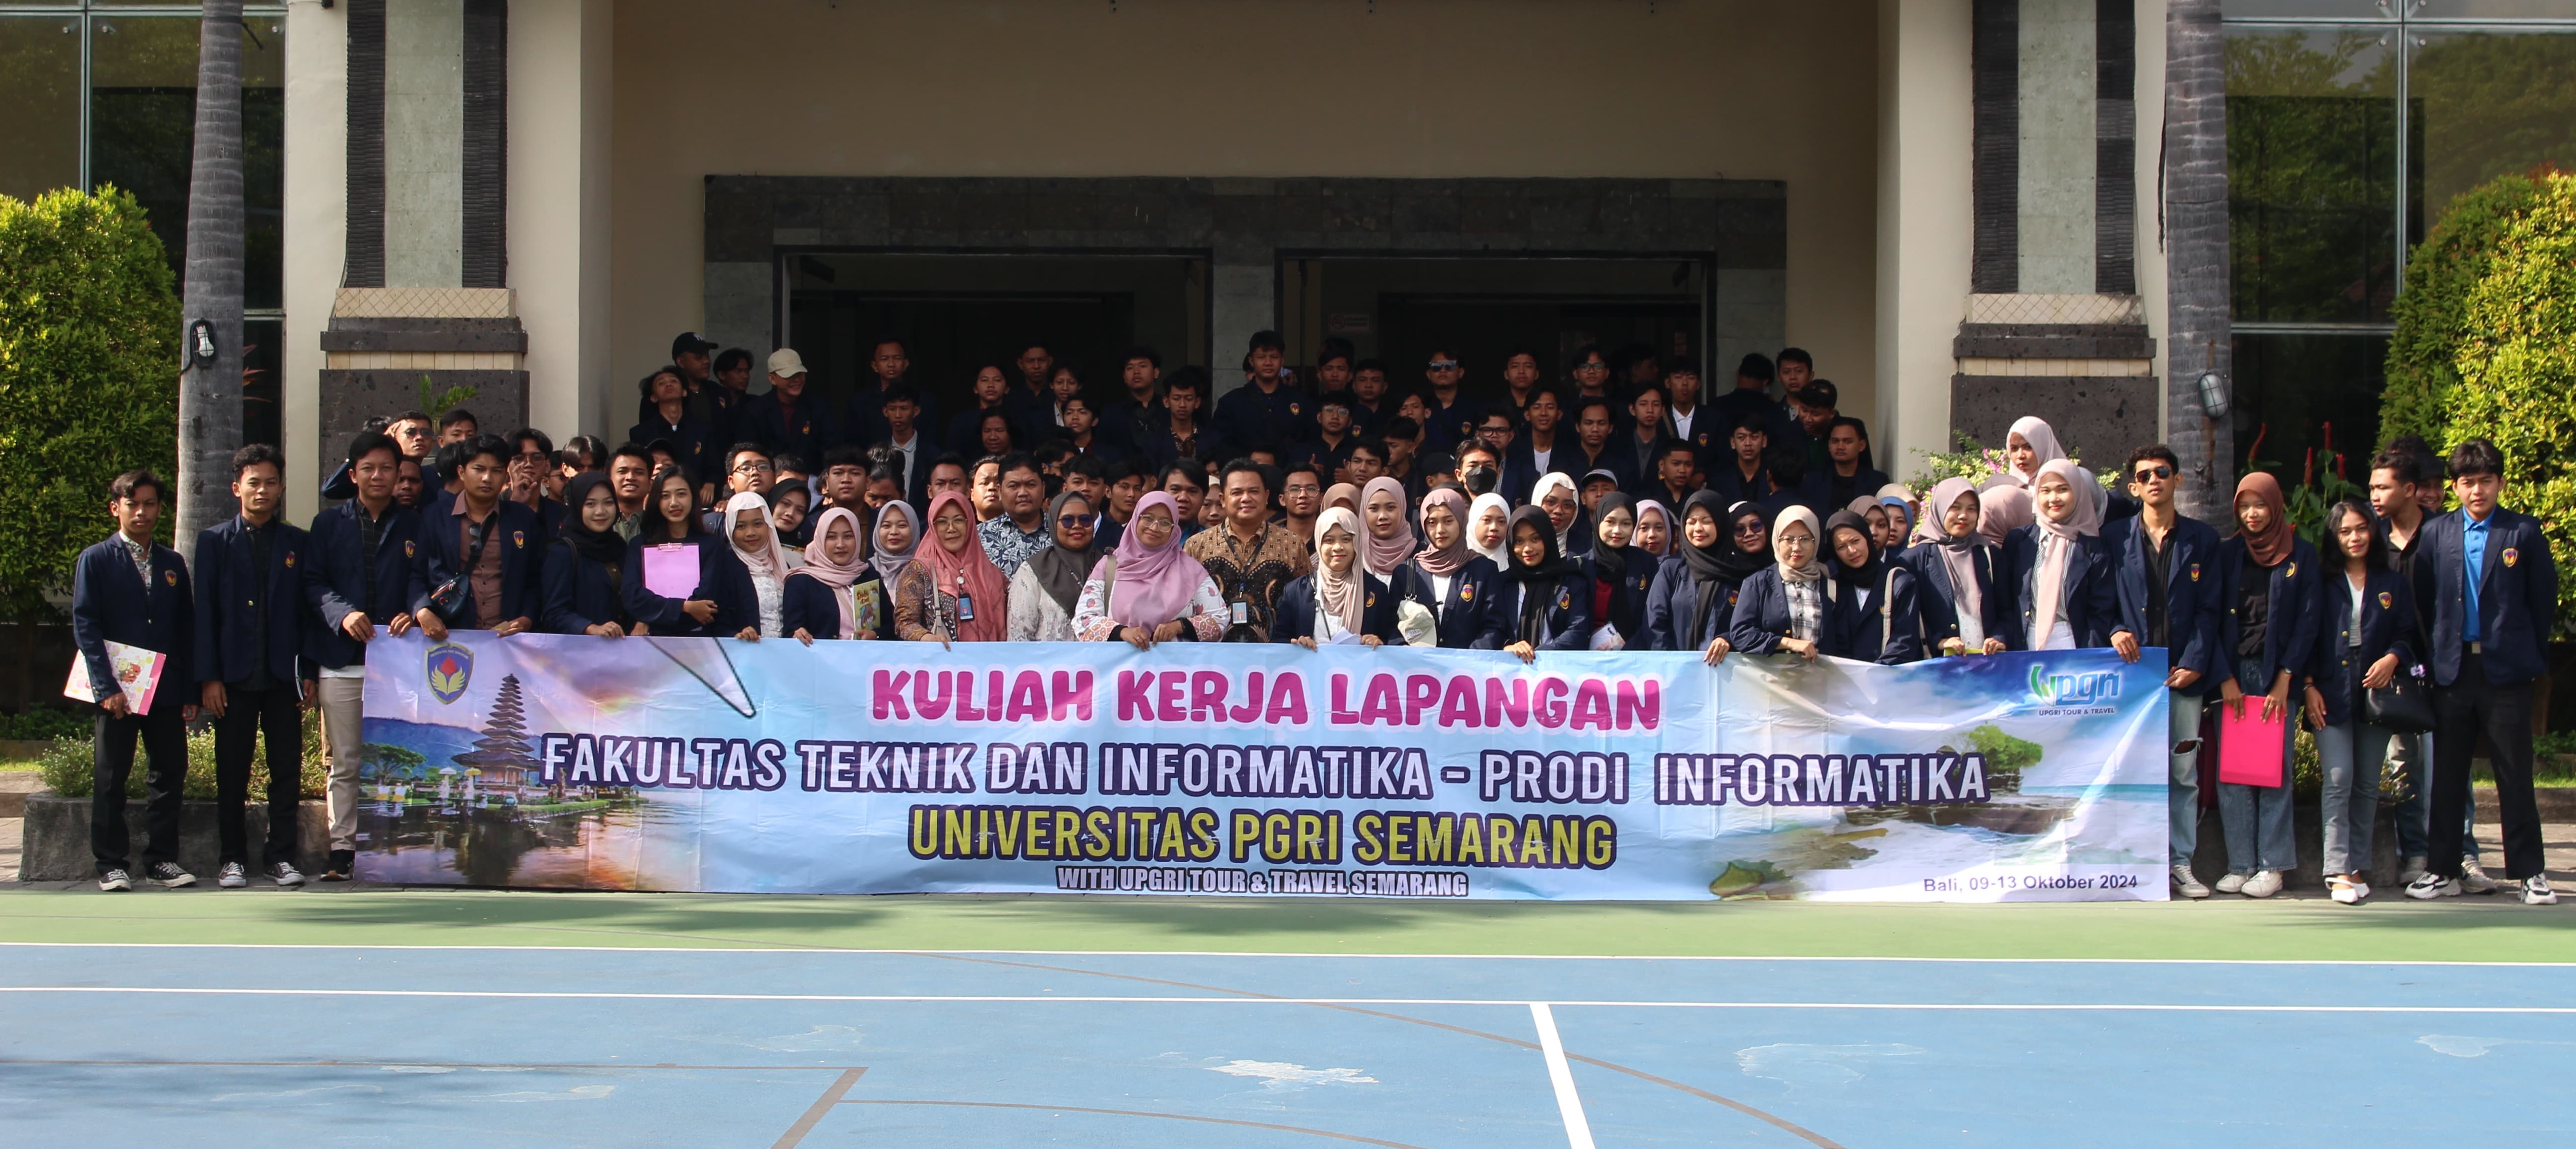 KULIAH KERJA LAPANGAN
FAKULTAS TEKNIK DAN INFORMATIKA - PRODI INFORMATIKA
UNIVERSITAS PGRI SEMARANG
WITH UPGRI TOUR & TRAVEL SEMARANG
upgri
UPGRI TOUR & TRAVEL
Bali, 09-13 Oktober 2024